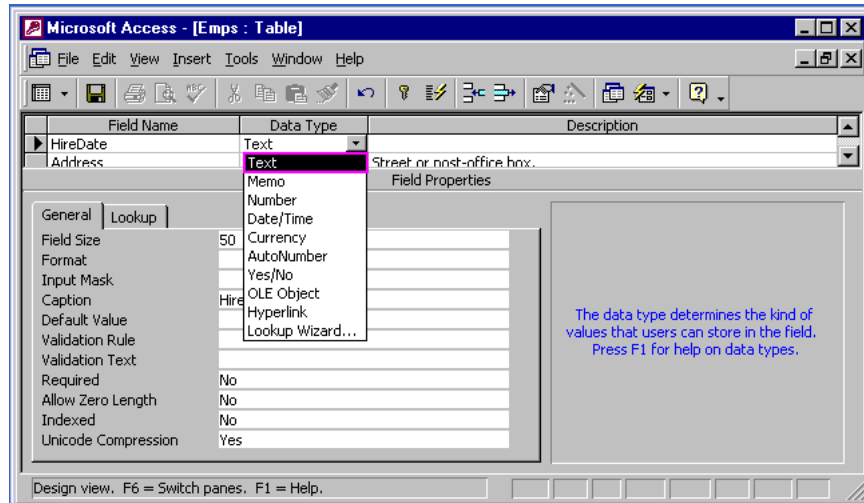 Microsoft Access - [Emps : Table]
File Edit View Insert Tools Window Help
Field Name Data Type Description
HireDate Text
Address Street or post-office box.
Text
Memo
Number
Date/Time
Currency
AutoNumber
Yes/No
OLE Object
Hyperlink
Lookup Wizard...
Field Properties
General Lookup
Field Size 50
Format
Input Mask
Caption Hire
Default Value
Validation Rule
Validation Text
Required No
Allow Zero Length No
Indexed No
Unicode Compression Yes
The data type determines the kind of
values that users can store in the field.
Press F1 for help on data types.
Design view. F6 = Switch panes. F1 = Help.